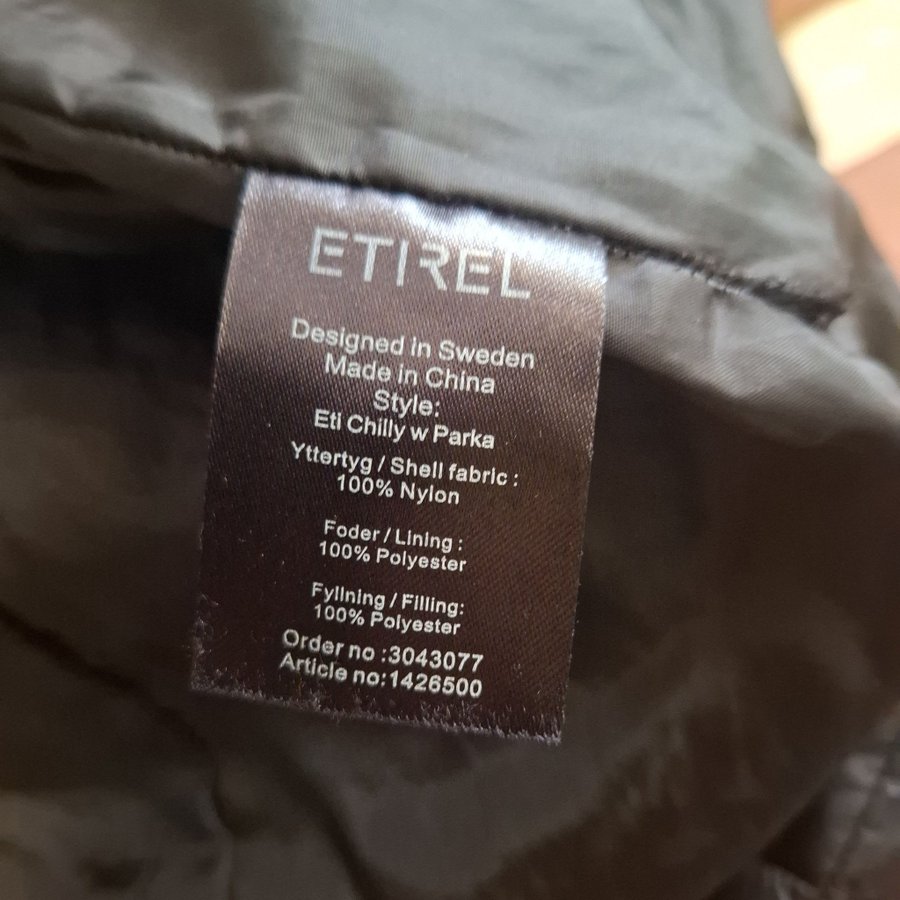 ETIREL
Designed in Sweden
Made in China
Style:
Eti Chilly w Parka
Yttertyg / Shell fabric :
100% Nylon
Foder / Lining :
100% Polyester
Fyllning / Filling:
100% Polyester
Order no :3043077
Article no:1426500